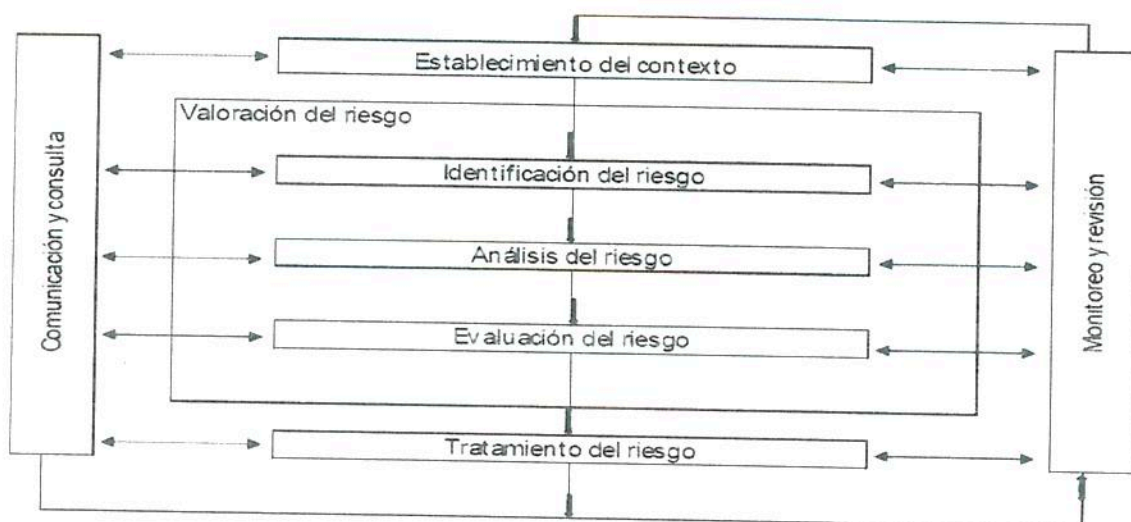 Establecimiento del contexto
Valoración del riesgo
Identificación del riesgo
Análisis del riesgo
Evaluación del riesgo
Tratamiento del riesgo
Comunicación y consulta
Monitoreo y revisión